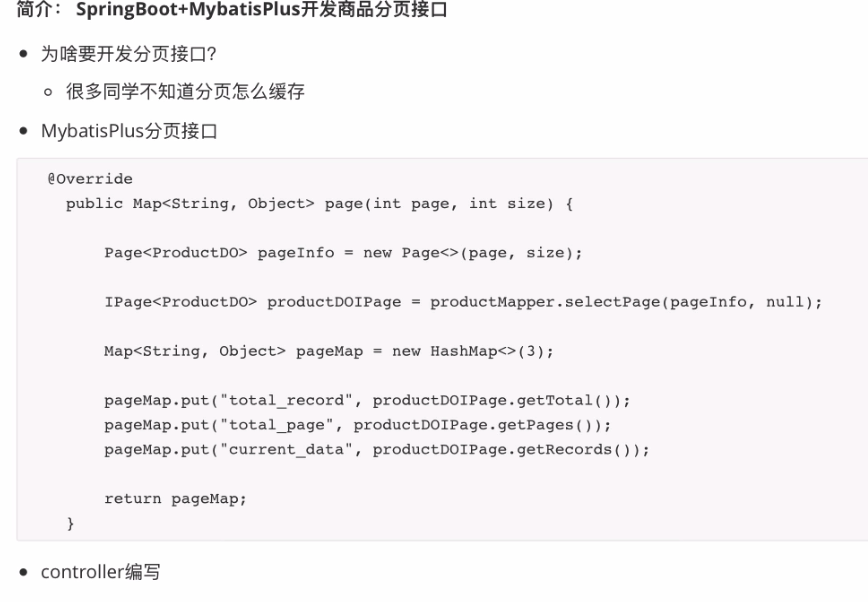 简介： SpringBoot+MybatisPlus开发商品分页接口
为啥要开发分页接口?
很多同学不知道分页怎么缓存
MybatisPlus分页接口
@Override
public Map<String, Object> page(int page, int size) {
Page<ProductDO> pageInfo = new Page<>(page, size);
IPage<ProductDO> productDOIPage = productMapper.selectPage(pageInfo, null);
Map<String, Object> pageMap = new HashMap<>(3);
pageMap.put("total_record", productDOIPage.getTotal());
pageMap.put("total_page", productDOIPage.getPages());
pageMap.put("current_data", productDOIPage.getRecords());
return pageMap;
}
controller编写